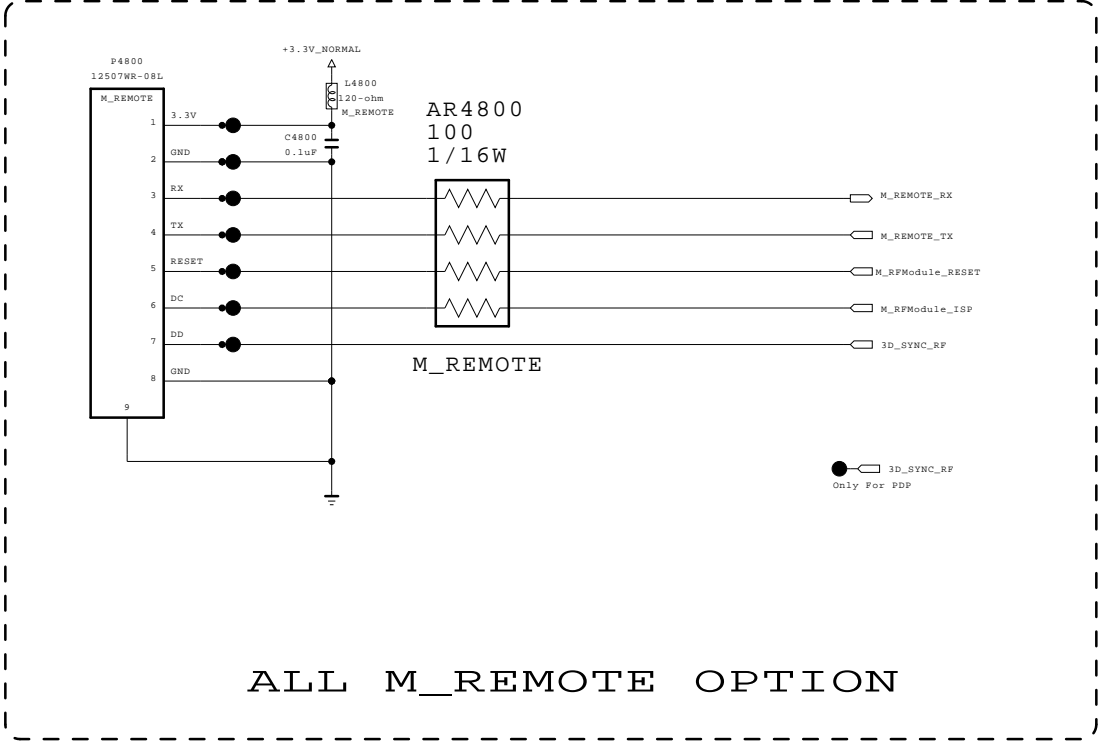 +3.3V_NORMAL
P4800
12507WR-08L
L4800
120-ohm
M_REMOTE
M_REMOTE
AR4800
100
1/16W
C4800
0.1uF
1 3.3V
2 GND
3 RX
4 TX
5 RESET
6 DC
7 DD
8 GND
9
M_REMOTE_RX
M_REMOTE_TX
M_RFModule_RESET
M_RFModule_ISP
3D_SYNC_RF
M_REMOTE
3D_SYNC_RF
Only For PDP
ALL M_REMOTE OPTION